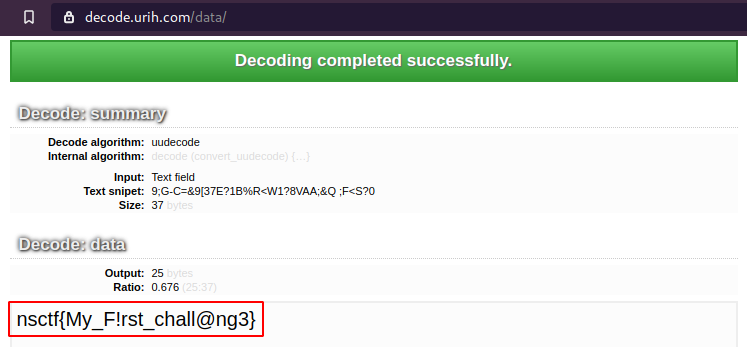 decode.urih.com/data/
Decoding completed successfully.
Decode: summary
Decode algorithm: uudecode
Internal algorithm: decode (convert_uudecode) {...}
Input: Text field
Text snipet: 9;G-C=&9[37E?1B%R<W1?8VAA;&Q ;F<S?0
Size: 37 bytes
Decode: data
Output: 25 bytes
Ratio: 0.676 (25:37)
nsctf{My_F!rst_chall@ng3}